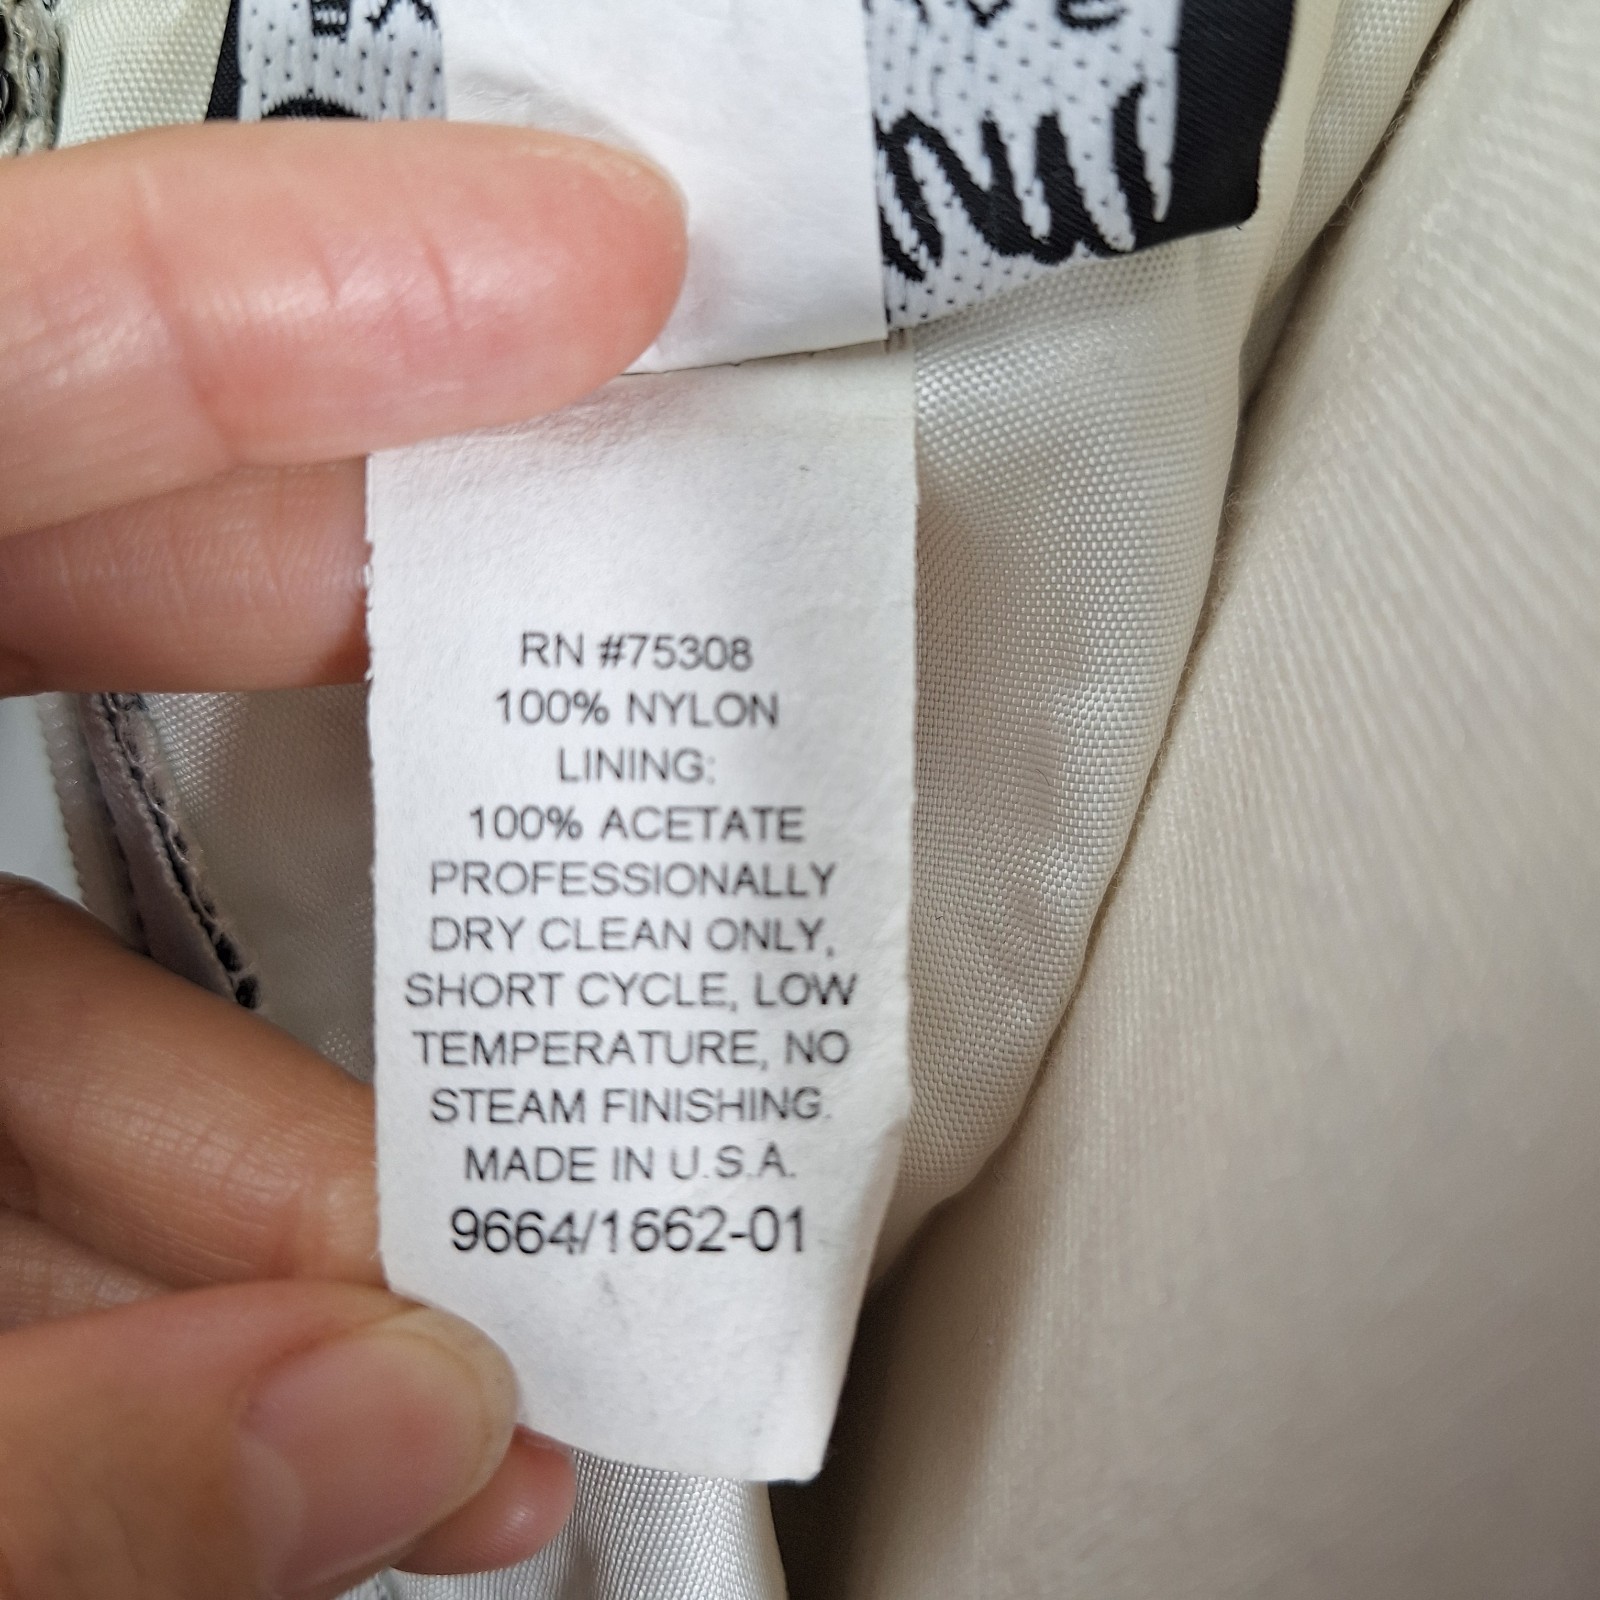 RN #75308
100% NYLON
LINING:
100% ACETATE
PROFESSIONALLY
DRY CLEAN ONLY,
SHORT CYCLE, LOW
TEMPERATURE, NO
STEAM FINISHING.
MADE IN U.S.A.
9664/1662-01